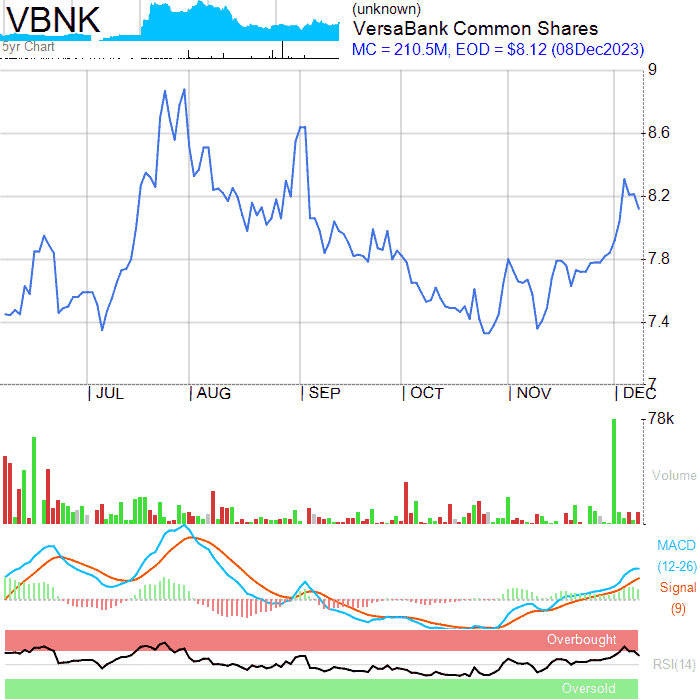 VBNK
5yr Chart
(unknown)
VersaBank Common Shares
MC = 210.5M, EOD = $8.12 (08Dec2023)
9
8.6
8.2
7.8
7.4
7
JUL
AUG
SEP
OCT
NOV
DEC
78k
Volume
MACD
(12-26)
Signal
(9)
Overbought
RSI(14)
Oversold